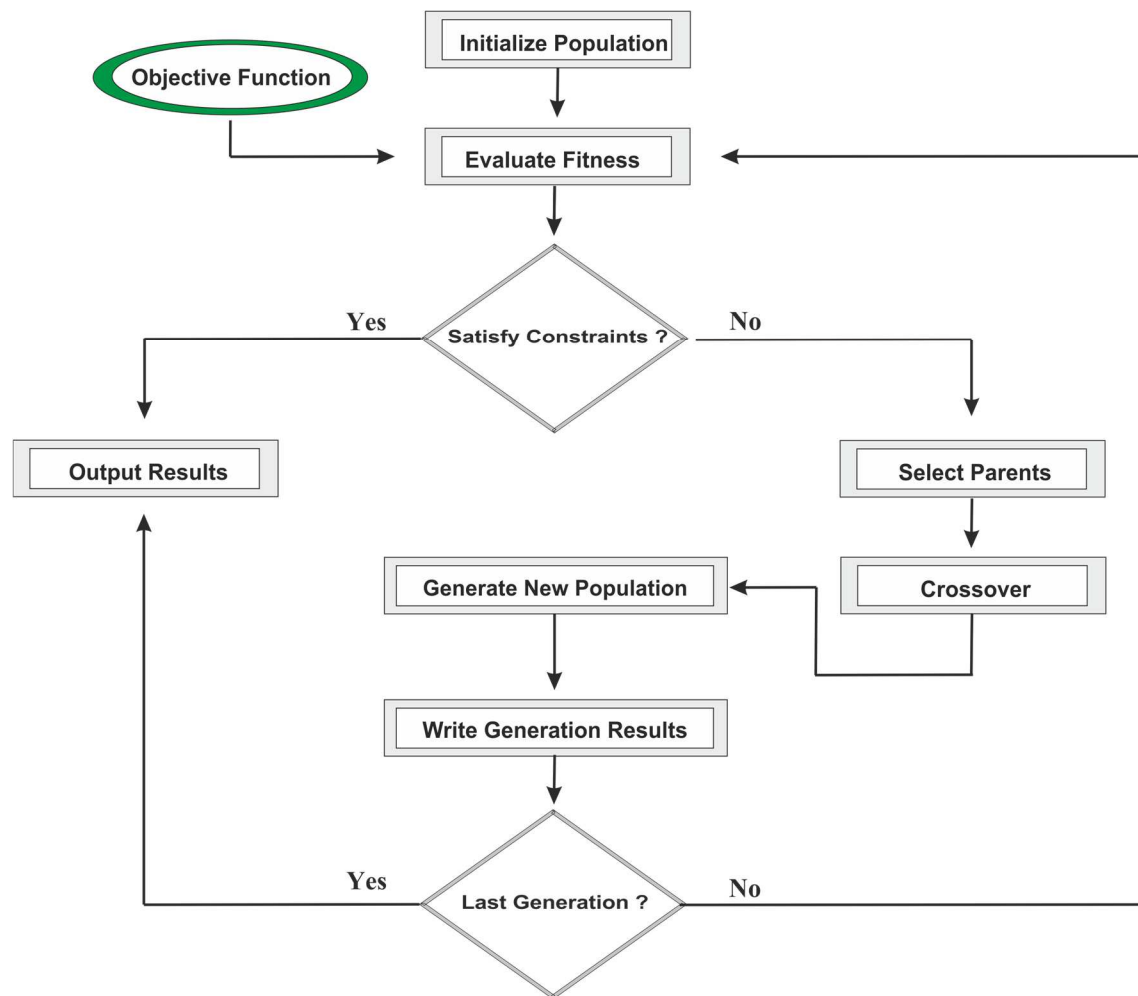 Initialize Population
Objective Function
Evaluate Fitness
Yes
No
Satisfy Constraints ?
Output Results
Select Parents
Generate New Population
Crossover
Write Generation Results
Yes
No
Last Generation ?